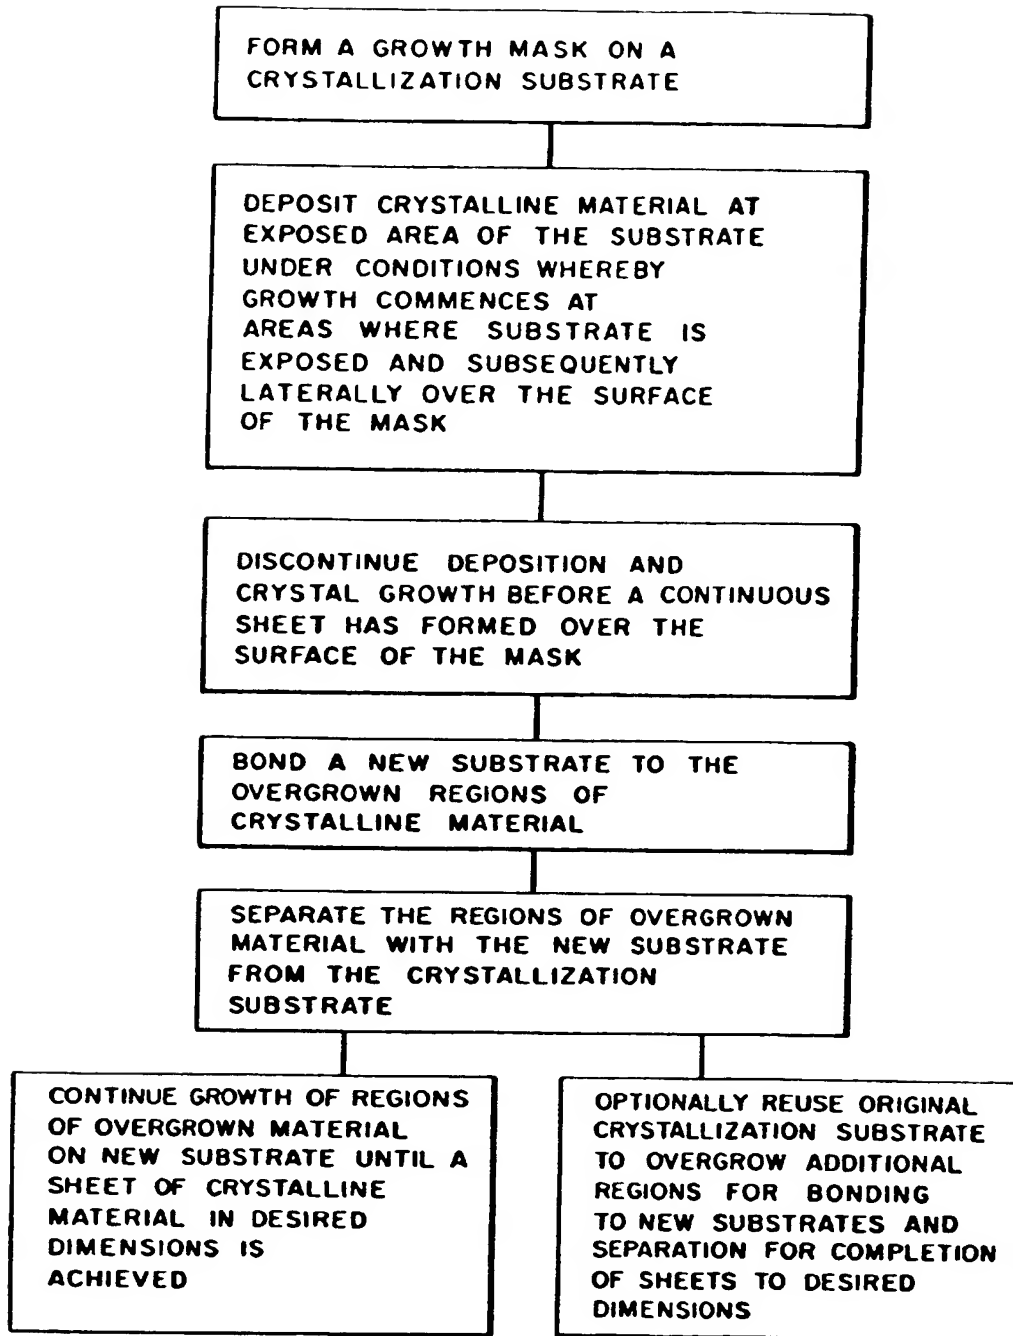 FORM A GROWTH MASK ON A
CRYSTALLIZATION SUBSTRATE
DEPOSIT CRYSTALLINE MATERIAL AT
EXPOSED AREA OF THE SUBSTRATE
UNDER CONDITIONS WHEREBY
GROWTH COMMENCES AT
AREAS WHERE SUBSTRATE IS
EXPOSED AND SUBSEQUENTLY
LATERALLY OVER THE SURFACE
OF THE MASK
DISCONTINUE DEPOSITION AND
CRYSTAL GROWTH BEFORE A CONTINUOUS
SHEET HAS FORMED OVER THE
SURFACE OF THE MASK
BOND A NEW SUBSTRATE TO THE
OVERGROWN REGIONS OF
CRYSTALLINE MATERIAL
SEPARATE THE REGIONS OF OVERGROWN
MATERIAL WITH THE NEW SUBSTRATE
FROM THE CRYSTALLIZATION
SUBSTRATE
CONTINUE GROWTH OF REGIONS
OF OVERGROWN MATERIAL
ON NEW SUBSTRATE UNTIL A
SHEET OF CRYSTALLINE
MATERIAL IN DESIRED
DIMENSIONS IS
ACHIEVED
OPTIONALLY REUSE ORIGINAL
CRYSTALLIZATION SUBSTRATE
TO OVERGROW ADDITIONAL
REGIONS FOR BONDING
TO NEW SUBSTRATES AND
SEPARATION FOR COMPLETION
OF SHEETS TO DESIRED
DIMENSIONS